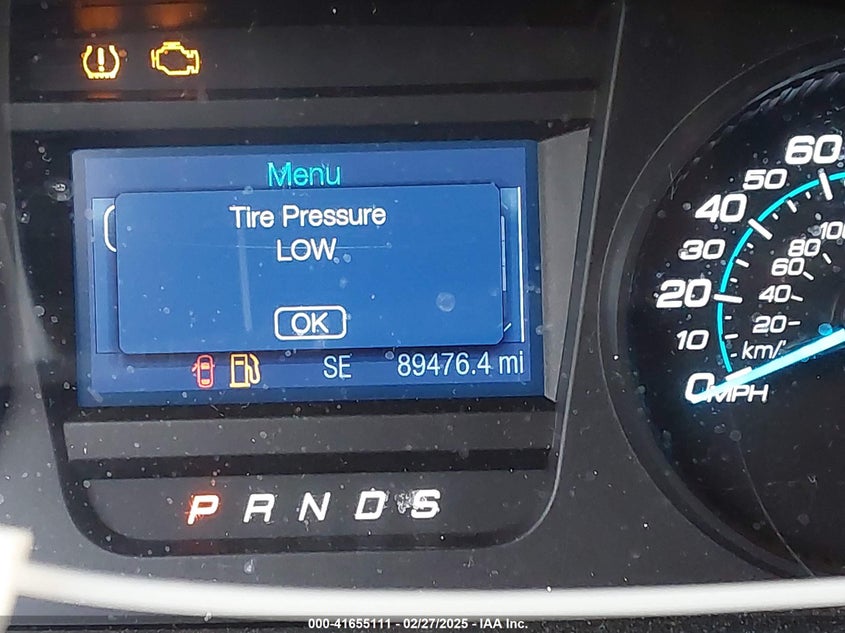 Menu
Tire Pressure
LOW
OK
SE 89476.4 mi
P R N D S
60
50
40
30
20
10
0 MPH
100
80
60
40
20
km/
000-41655111 - 02/27/2025 - IAA Inc.